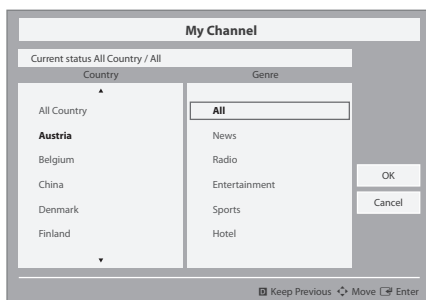 My Channel
Current status All Country / All
Country
Genre
All Country
Austria
Belgium
China
Denmark
Finland
All
News
Radio
Entertainment
Sports
Hotel
OK
Cancel
D Keep Previous Move Enter